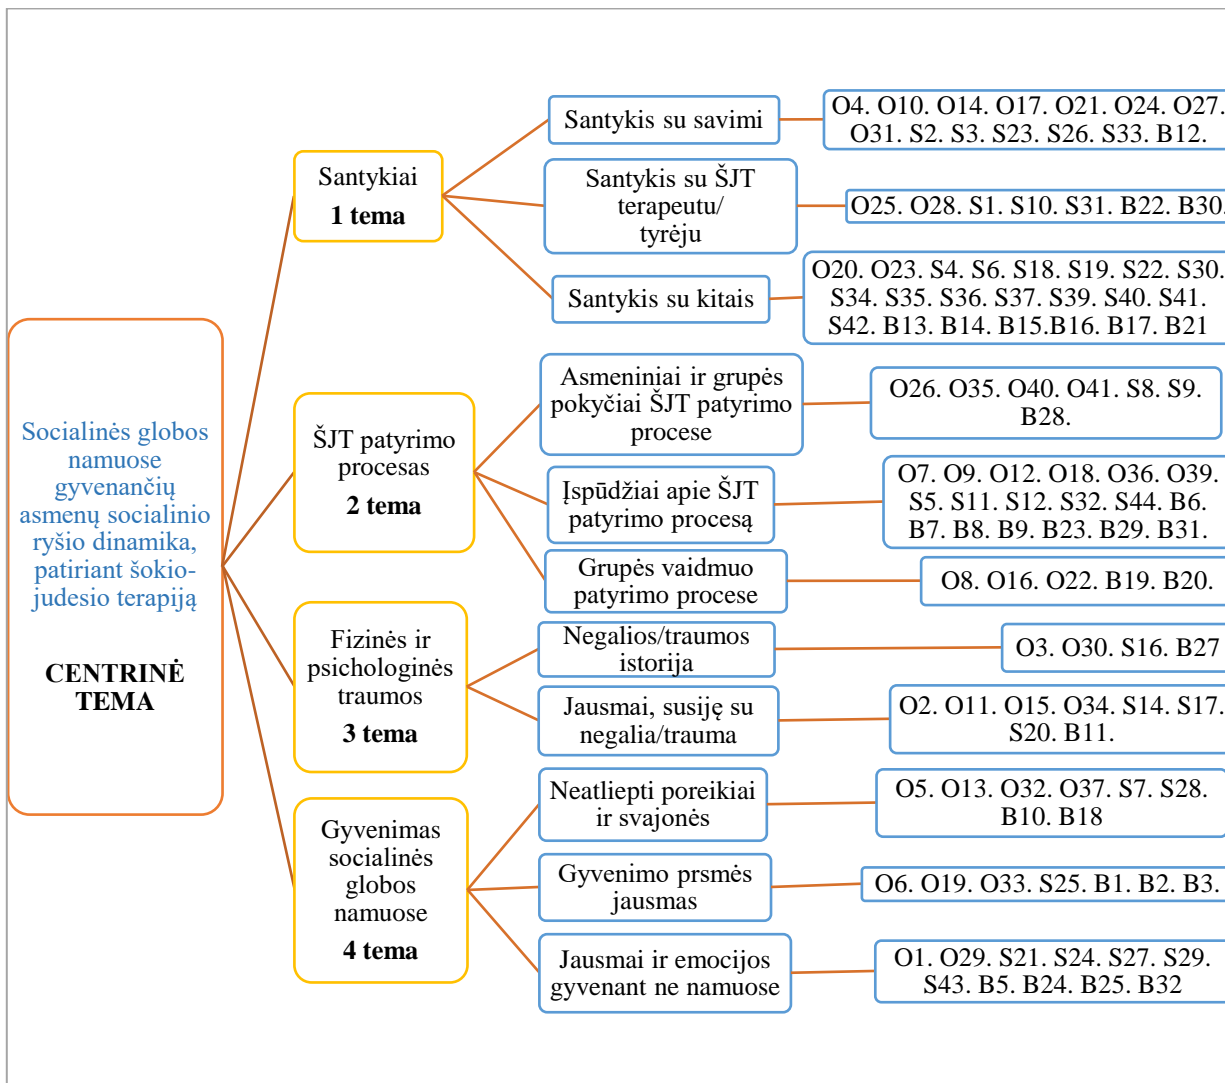 Socialinės globos
namuose
gyvenančių
asmenų socialinio
ryšio dinamika,
patiriant šokio-
judesio terapiją
CENTRINĖ
TEMA
Santykiai
1 tema
Santykis su savimi
O4. O10. O14. O17. O21. O24. O27.
O31. S2. S3. S23. S26. S33. B12.
Santykis su ŠJT
terapeutu/
tyrėju
O25. O28. S1. S10. S31. B22. B30.
Santykis su kitais
O20. O23. S4. S6. S18. S19. S22. S30.
S34. S35. S36. S37. S39. S40. S41.
S42. B13. B14. B15.B16. B17. B21
ŠJT patyrimo
procesas
2 tema
Asmeniniai ir grupės
pokyčiai ŠJT patyrimo
procese
O26. O35. O40. O41. S8. S9.
B28.
Įspūdžiai apie ŠJT
patyrimo procesą
O7. O9. O12. O18. O36. O39.
S5. S11. S12. S32. S44. B6.
B7. B8. B9. B23. B29. B31.
Grupės vaidmuo
patyrimo procese
O8. O16. O22. B19. B20.
Fizinės ir
psichologinės
traumos
3 tema
Negalios/traumos
istorija
O3. O30. S16. B27
Jausmai, susiję su
negalia/trauma
O2. O11. O15. O34. S14. S17.
S20. B11.
Gyvenimas
socialinės
globos
namuose
4 tema
Neatliepti poreikiai
ir svajonės
O5. O13. O32. O37. S7. S28.
B10. B18
Gyvenimo prsmės
jausmas
O6. O19. O33. S25. B1. B2. B3.
Jausmai ir emocijos
gyvenant ne namuose
O1. O29. S21. S24. S27. S29.
S43. B5. B24. B25. B32